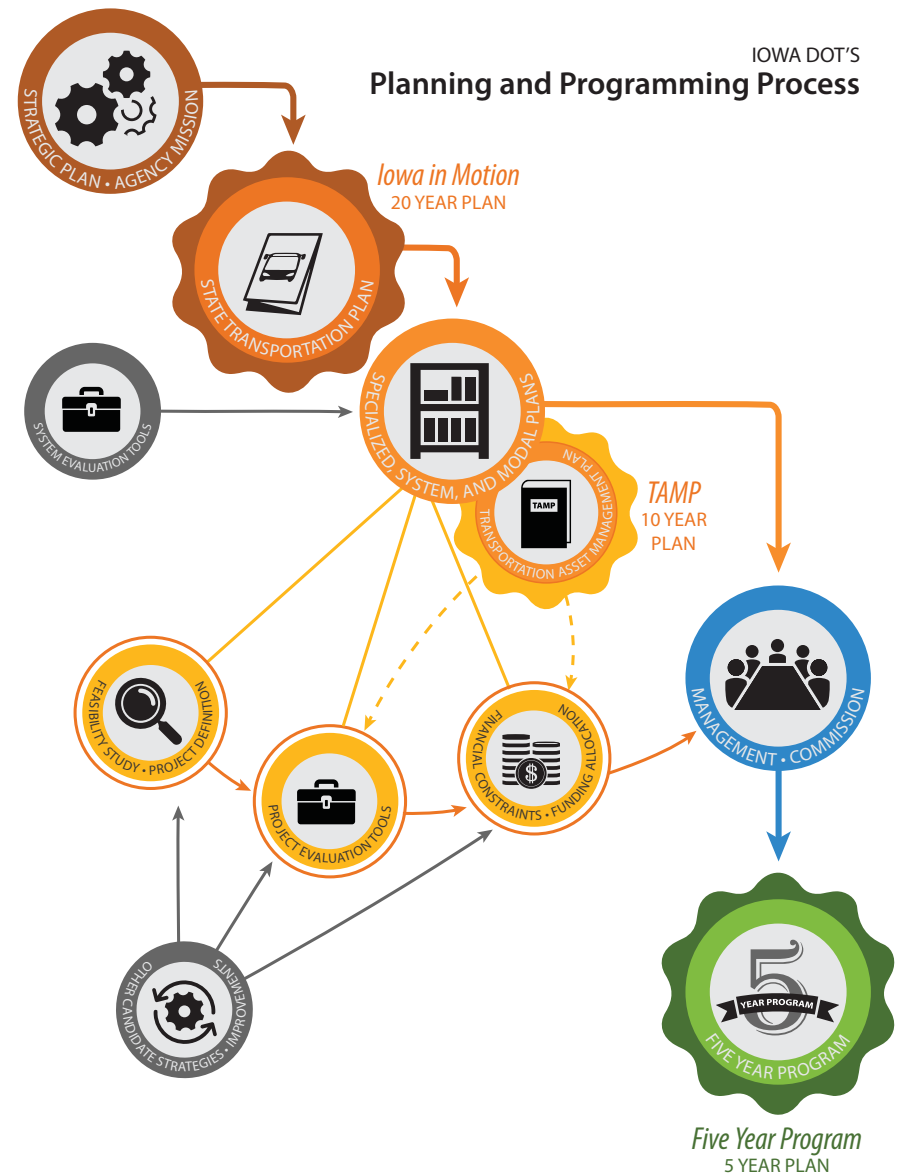 IOWA DOT'S
Planning and Programming Process
STRATEGIC PLAN • AGENCY MISSION
Iowa in Motion
20 YEAR PLAN
STATE TRANSPORTATION PLAN
SPECIALIZED, SYSTEM, AND MODAL PLANS
SYSTEM EVALUATION TOOLS
TAMP
TRANSPORTATION ASSET MANAGEMENT PLAN
TAMP
10 YEAR
PLAN
FEASIBILITY STUDY • PROJECT DEFINITION
PROJECT EVALUATION TOOLS
FINANCIAL CONSTRAINTS • FUNDING ALLOCATION
$
MANAGEMENT • COMMISSION
OTHER CANDIDATE STRATEGIES • IMPROVEMENTS
5
YEAR PROGRAM
FIVE YEAR PROGRAM
Five Year Program
5 YEAR PLAN